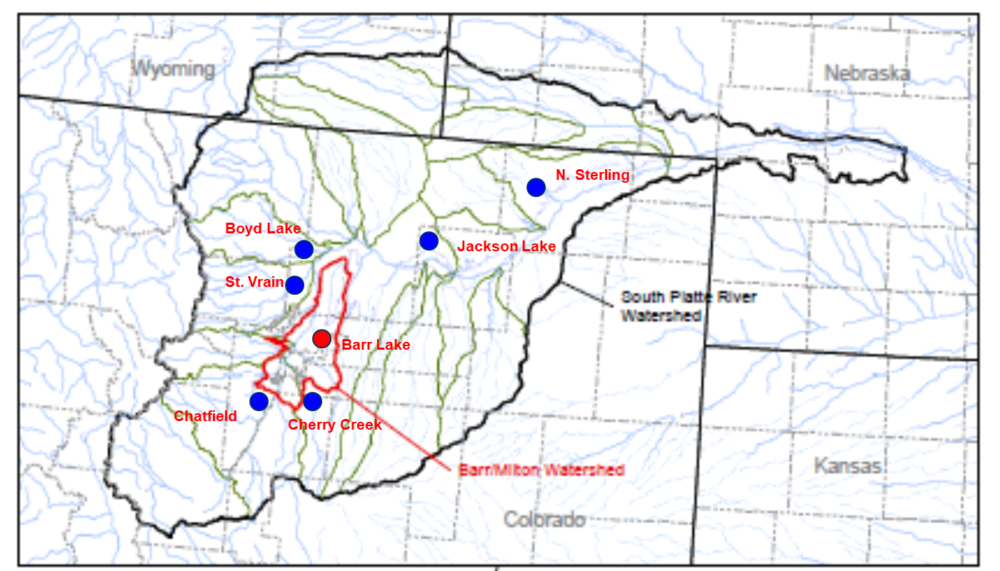 Wyoming
Nebraska
N. Sterling
Boyd Lake
Jackson Lake
St. Vrain
South Platte River
Watershed
Barr Lake
Chatfield
Cherry Creek
Barr/Milton Watershed
Kansas
Colorado